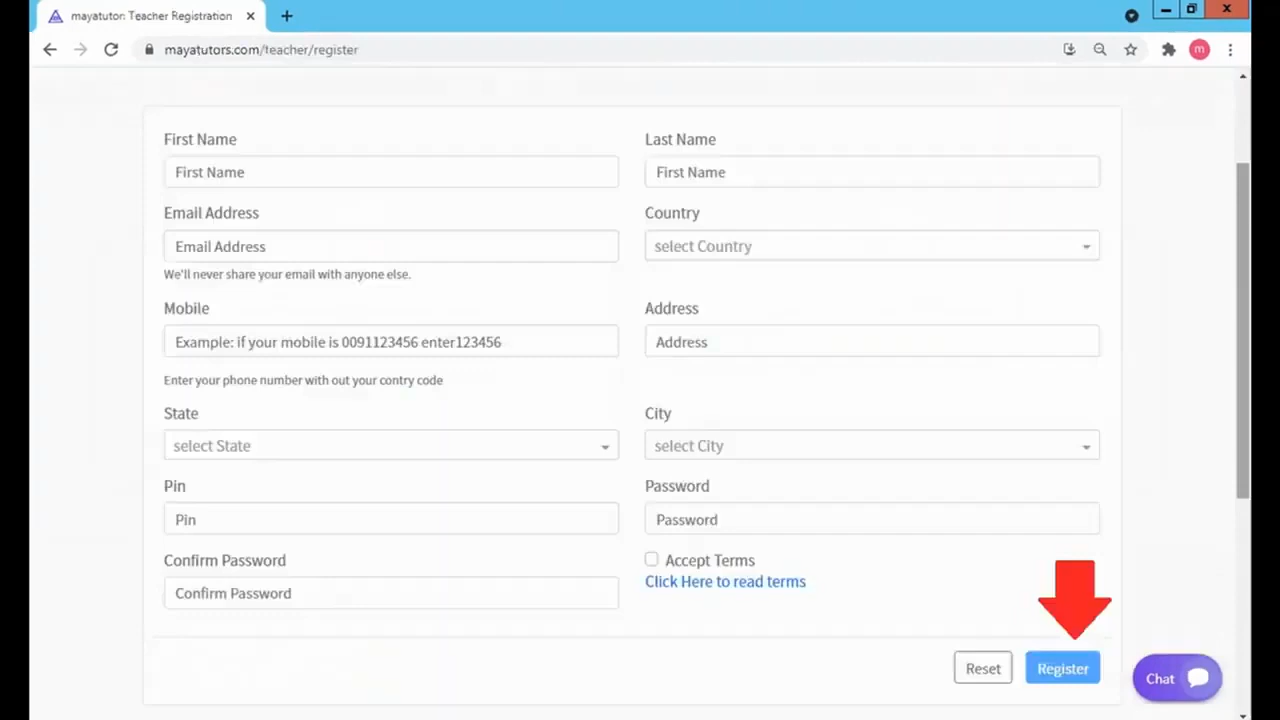 mayatutor: Teacher Registration
mayatutors.com/teacher/register
m
First Name
Last Name
First Name
First Name
Email Address
Country
Email Address
select Country
We'll never share your email with anyone else.
Mobile
Address
Example: if your mobile is 0091123456 enter123456
Address
Enter your phone number with out your contry code
State
City
select State
select City
Pin
Password
Pin
Password
Confirm Password
Accept Terms
Click Here to read terms
Confirm Password
Reset
Register
Chat